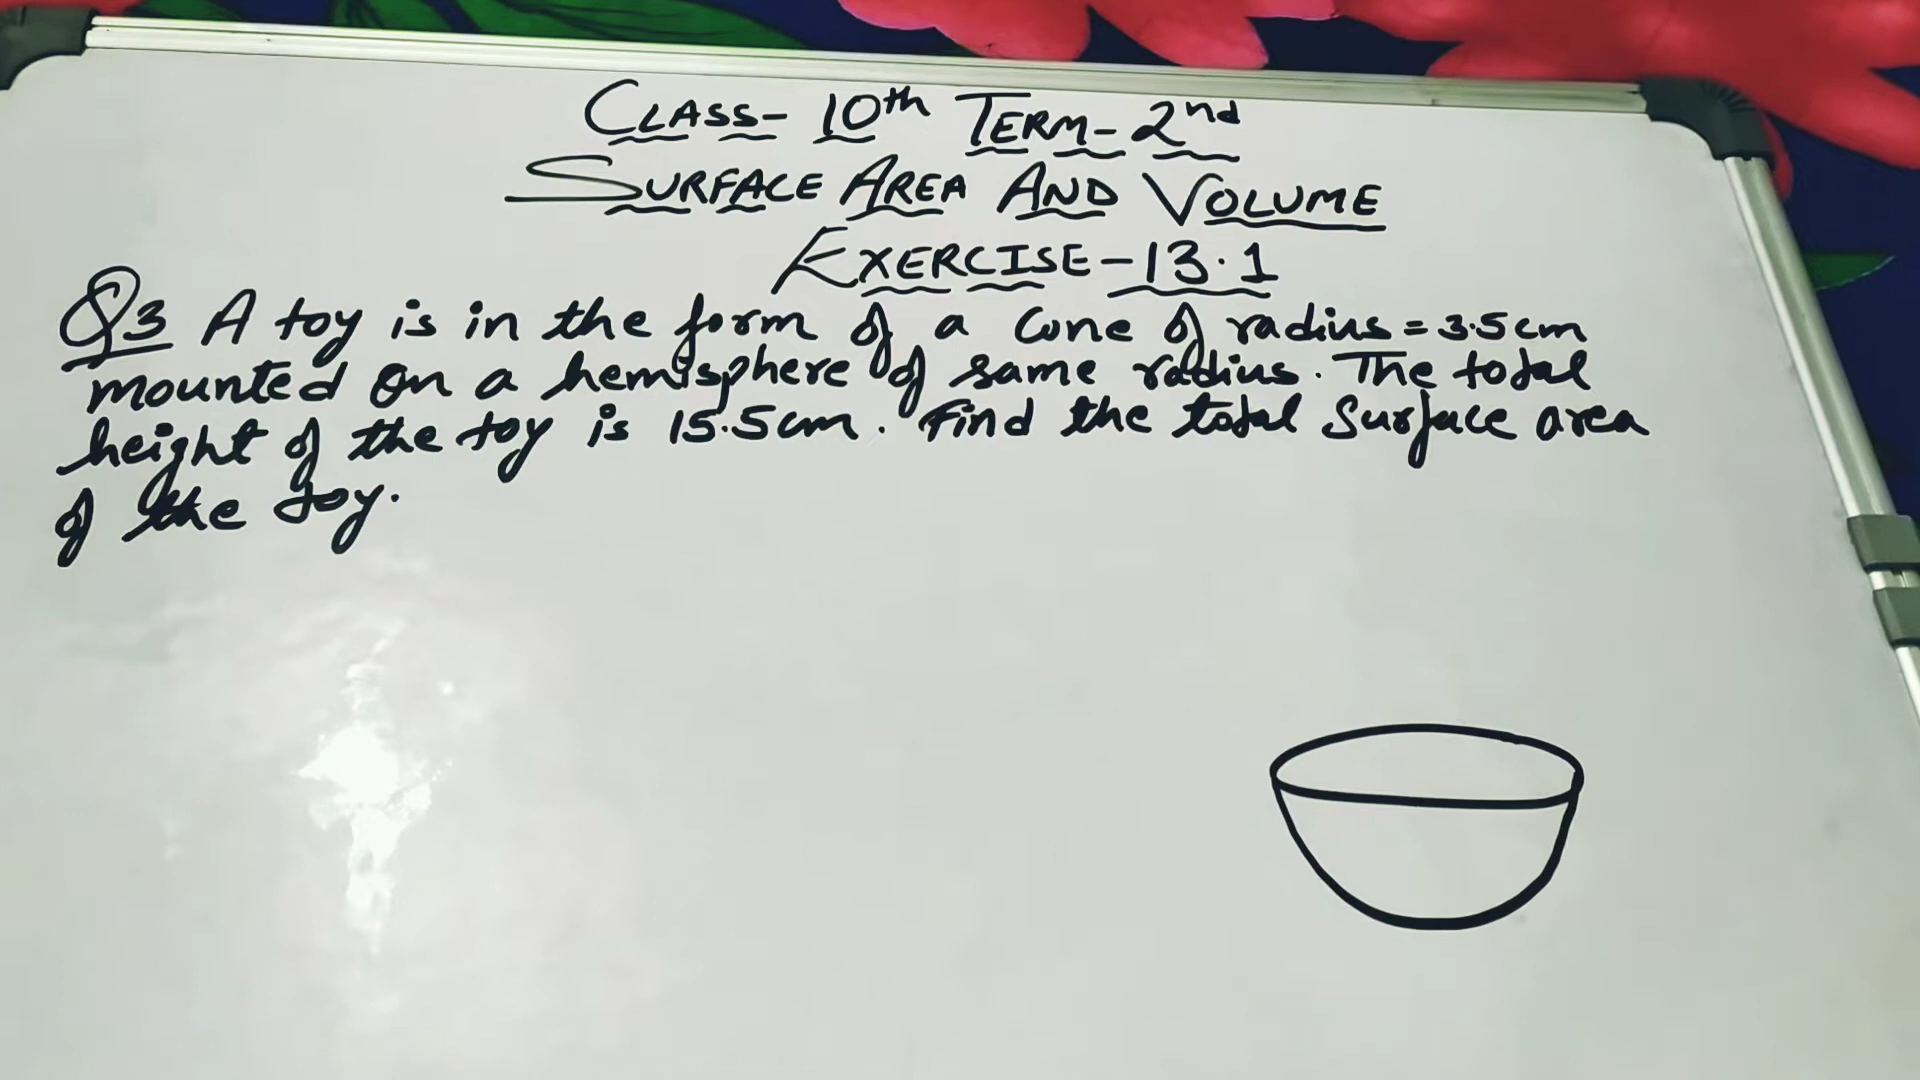 CLASS- 10th TERM- 2nd
SURFACE AREA AND VOLUME
EXERCISE-13.1
Q3 A toy is in the form of a cone of radius = 3.5cm
mounted on a hemisphere of same radius. The total
height of the toy is 15.5cm. Find the total Surface area
of the toy.